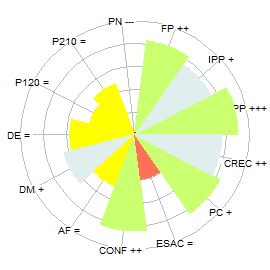 PN ---
FP ++
IPP +
PP +++
CREC ++
PC +
ESAC =
CONF ++
AF =
DM +
DE =
P120 =
P210 =